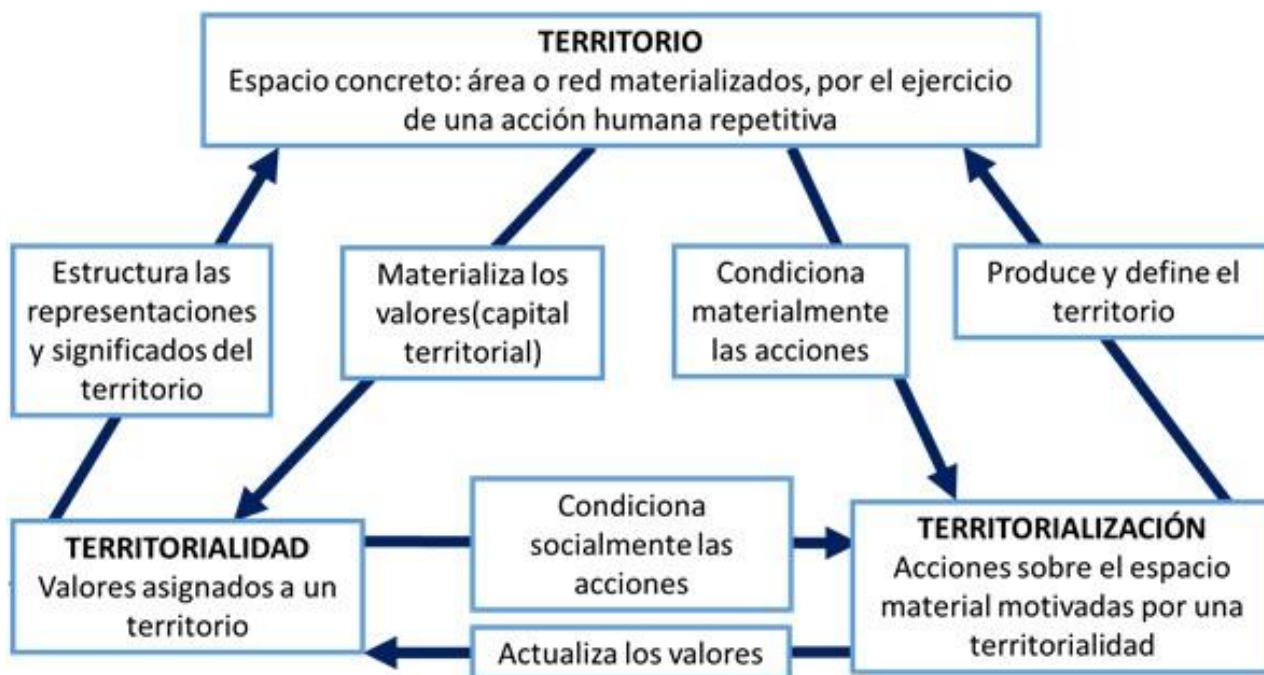 TERRITORIO
Espacio concreto: área o red materializados, por el ejercicio
de una acción humana repetitiva
Estructura las
representaciones
y significados del
territorio
Materializa los
valores(capital
territorial)
Condiciona
materialmente
las acciones
Produce y define el
territorio
TERRITORIALIDAD
Valores asignados a un
territorio
Condiciona
socialmente las
acciones
Actualiza los valores
TERRITORIALIZACIÓN
Acciones sobre el espacio
material motivadas por una
territorialidad